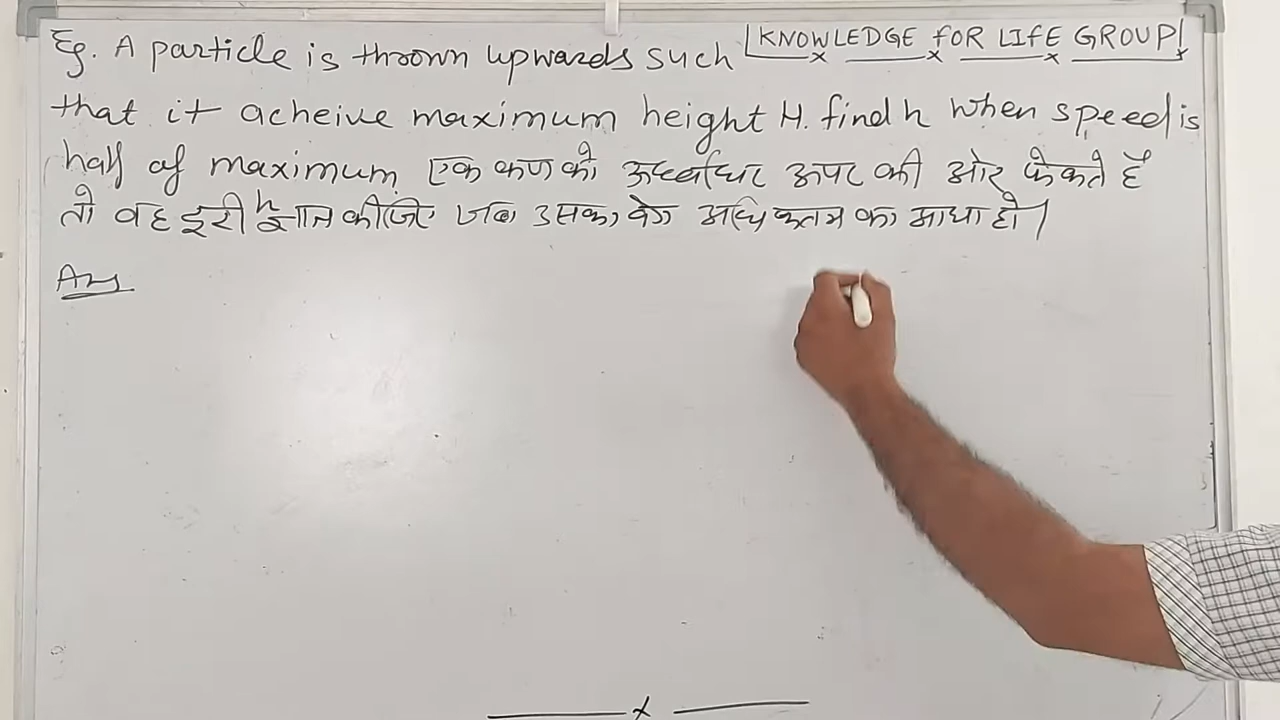 Eg. A particle is thrown upwards such
KNOWLEDGE FOR LIFE GROUP
that it acheive maximum height H. find h when speed is
half of maximum. एक कण को ऊर्ध्वाधर ऊपर की ओर फेंकते हैं
तो वह दूरी h ज्ञात कीजिए जब उसका वेग अधिकतम का आधा हो।
Ans
x